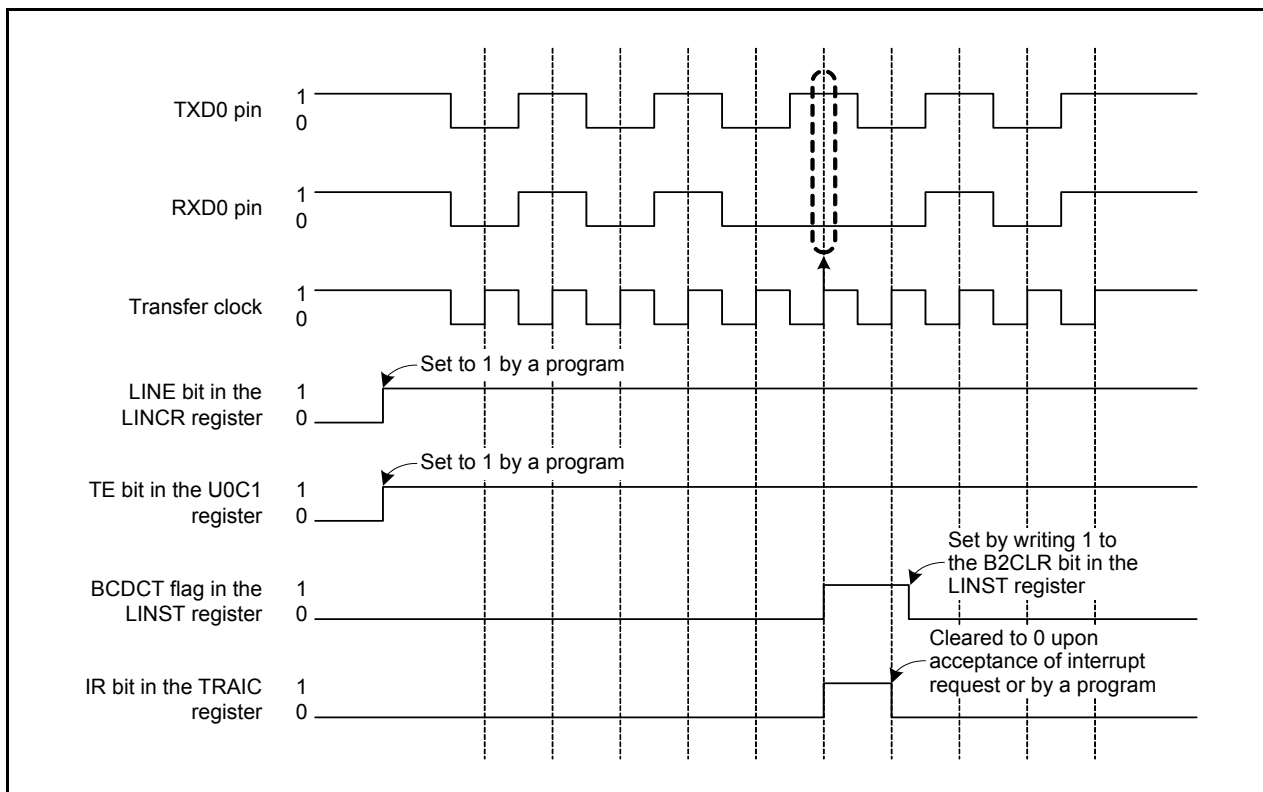 TXD0 pin
1
0
RXD0 pin
1
0
Transfer clock
1
0
Set to 1 by a program
LINE bit in the
LINCR register
1
0
Set to 1 by a program
TE bit in the U0C1
register
1
0
Set by writing 1 to
the B2CLR bit in the
LINST register
BCDCT flag in the
LINST register
1
0
Cleared to 0 upon
acceptance of interrupt
request or by a program
IR bit in the TRAIC
register
1
0